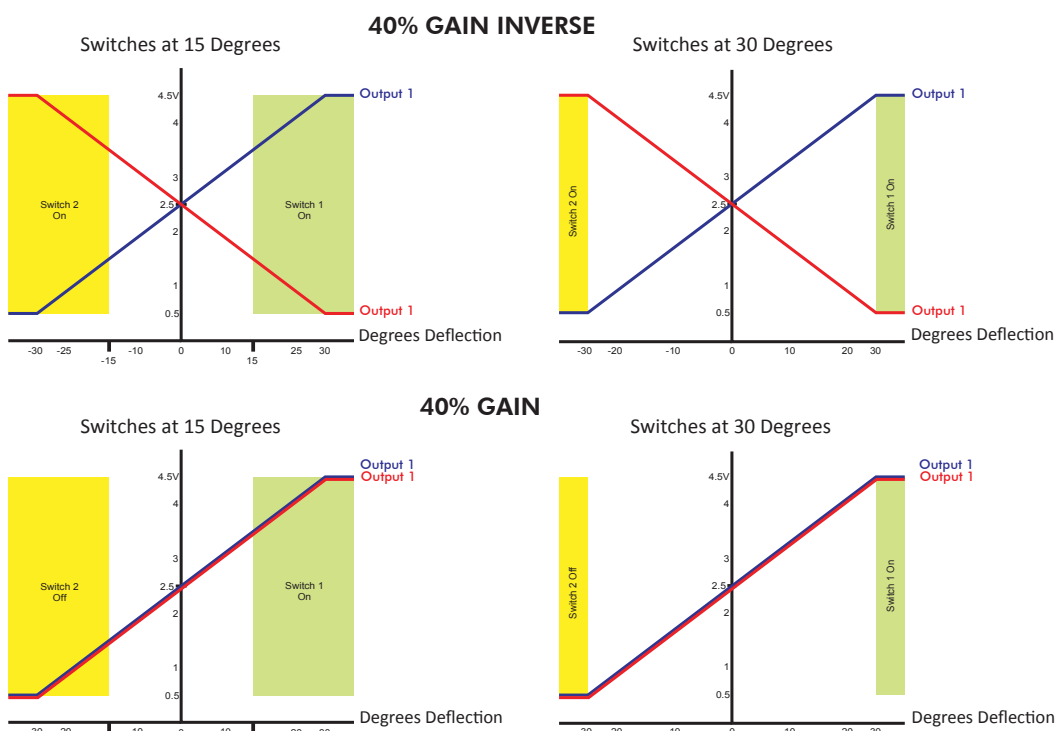 40% GAIN INVERSE
Switches at 15 Degrees
4.5V
4
3
2.5
2
1
0.5
Switch 2
On
Switch 1
On
Output 1
Output 1
Degrees Deflection
-30 -25 -10 0 10 25 30
-15 15
Switches at 30 Degrees
4.5V
4
3
2.5
2
1
0.5
Switch 2 On
Switch 1 On
Output 1
Output 1
Degrees Deflection
-30 -20 -10 0 10 20 30
40% GAIN
Switches at 15 Degrees
4.5V
4
3
2.5
2
1
0.5
Switch 2
Off
Switch 1
On
Output 1
Output 1
Degrees Deflection
Switches at 30 Degrees
4.5V
4
3
2.5
2
1
0.5
Switch 2 Off
Switch 1 On
Output 1
Output 1
Degrees Deflection